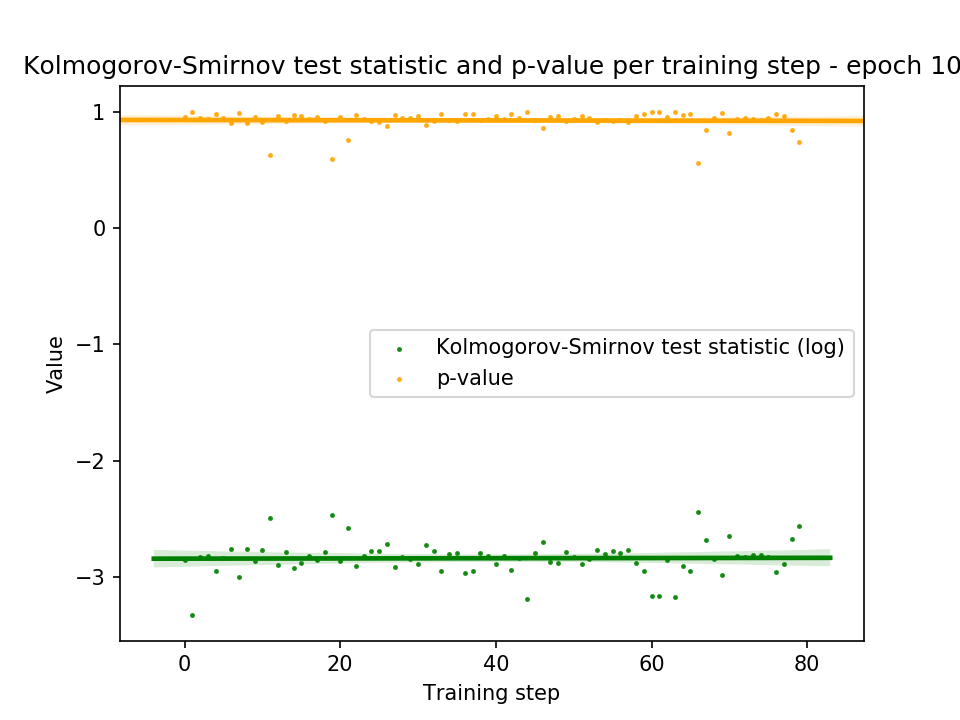 Kolmogorov-Smirnov test statistic and p-value per training step - epoch 10
1
0
−1
−2
−3
Value
Kolmogorov-Smirnov test statistic (log)
p-value
0 20 40 60 80
Training step